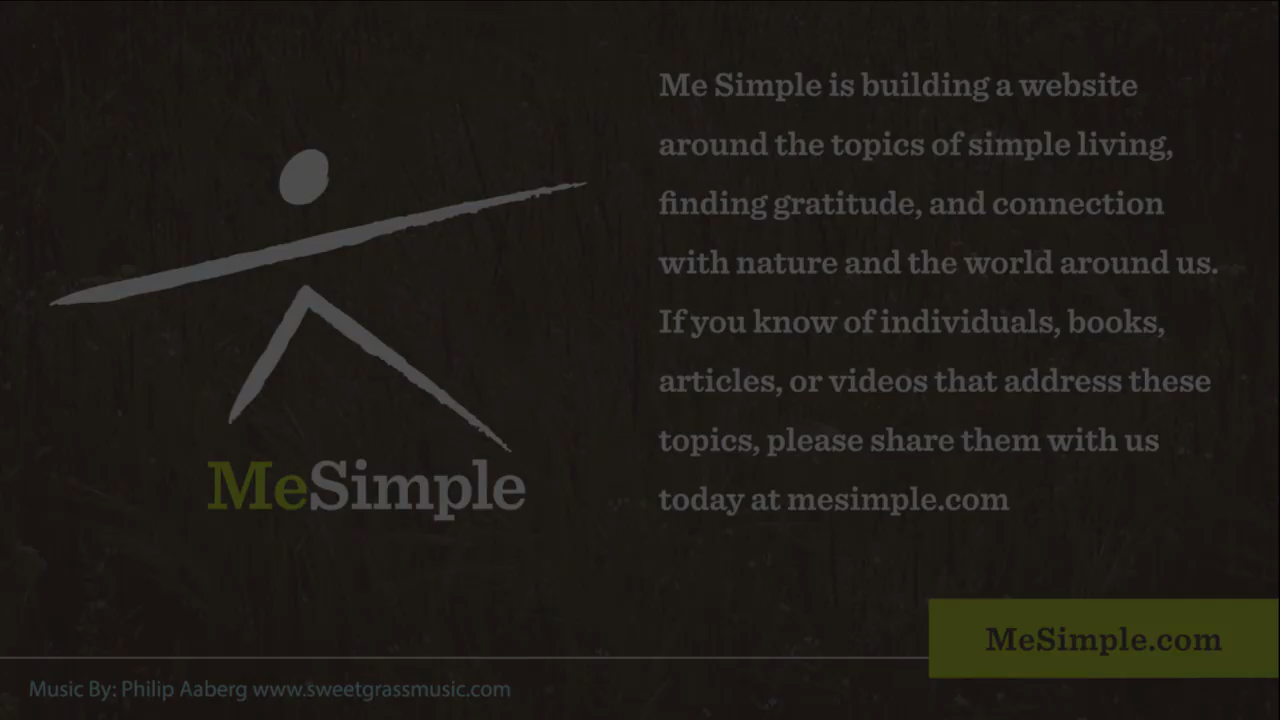 Me Simple is building a website
around the topics of simple living,
finding gratitude, and connection
with nature and the world around us.
If you know of individuals, books,
articles, or videos that address these
topics, please share them with us
today at mesimple.com
MeSimple
MeSimple.com
Music By: Philip Aaberg www.sweetgrassmusic.com